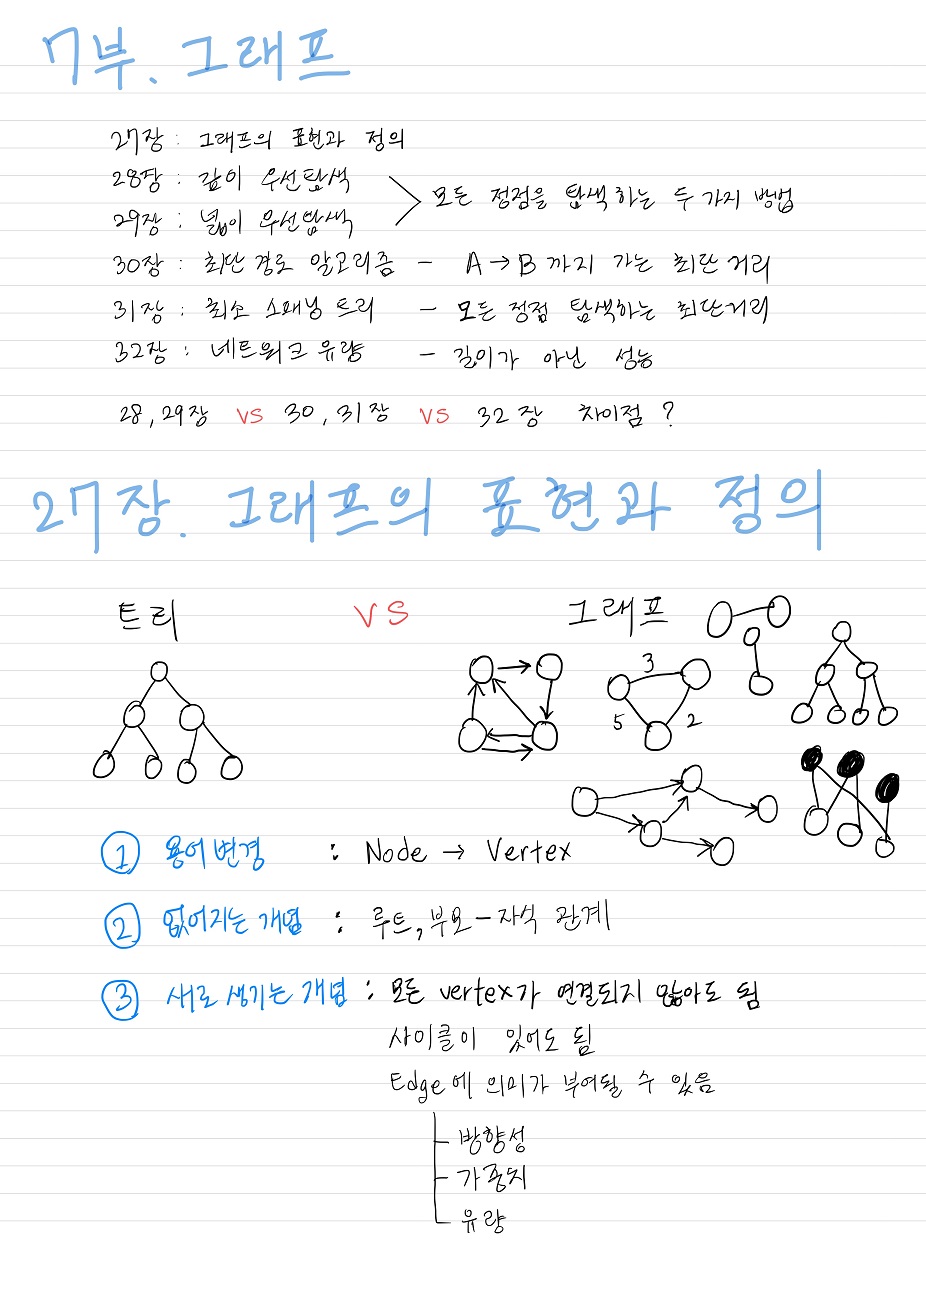 7부. 그래프
27장 : 그래프의 표현과 정의
28장 : 깊이 우선탐색
29장 : 넓이 우선탐색
모든 정점을 탐색하는 두가지 방법
30장 : 최단 경로 알고리즘 - A → B 까지 가는 최단거리
31장 : 최소 스패닝 트리 - 모든 정점 탐색하는 최단거리
32장 : 네트워크 유량 - 길이가 아닌 성능
28, 29장 VS 30, 31장 VS 32장 차이점 ?
27장. 그래프의 표현과 정의
트리 VS 그래프
3
5 2
① 용어변경 : Node → Vertex
② 없어지는 개념 : 루트, 부모-자식 관계
③ 새로 생기는 개념 : 모든 vertex가 연결되지 않아도 됨
사이클이 있어도 됨
Edge에 의미가 부여될 수 있음
방향성
가중치
유량